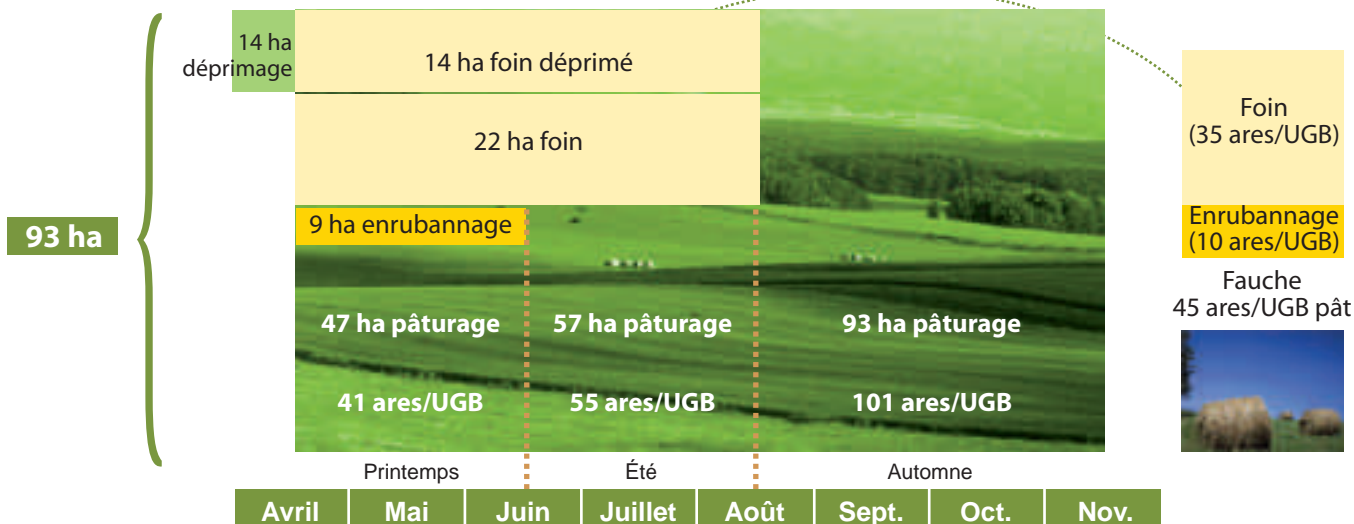 93 ha
14 ha
déprimage
14 ha foin déprimé
22 ha foin
9 ha enrubannage
47 ha pâturage
57 ha pâturage
93 ha pâturage
41 ares/UGB
55 ares/UGB
101 ares/UGB
Printemps
Été
Automne
Avril
Mai
Juin
Juillet
Août
Sept.
Oct.
Nov.
Foin
(35 ares/UGB)
Enrubannage
(10 ares/UGB)
Fauche
45 ares/UGB pât